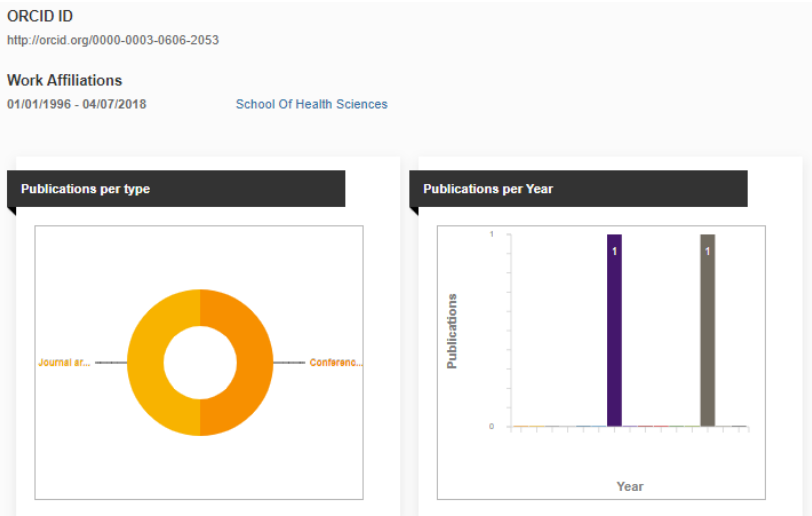 ORCID ID
http://orcid.org/0000-0003-0606-2053
Work Affiliations
01/01/1996 - 04/07/2018 School Of Health Sciences
Publications per type
Journal ar...
Conferenc...
Publications per Year
1
1
1
0
Publications
Year